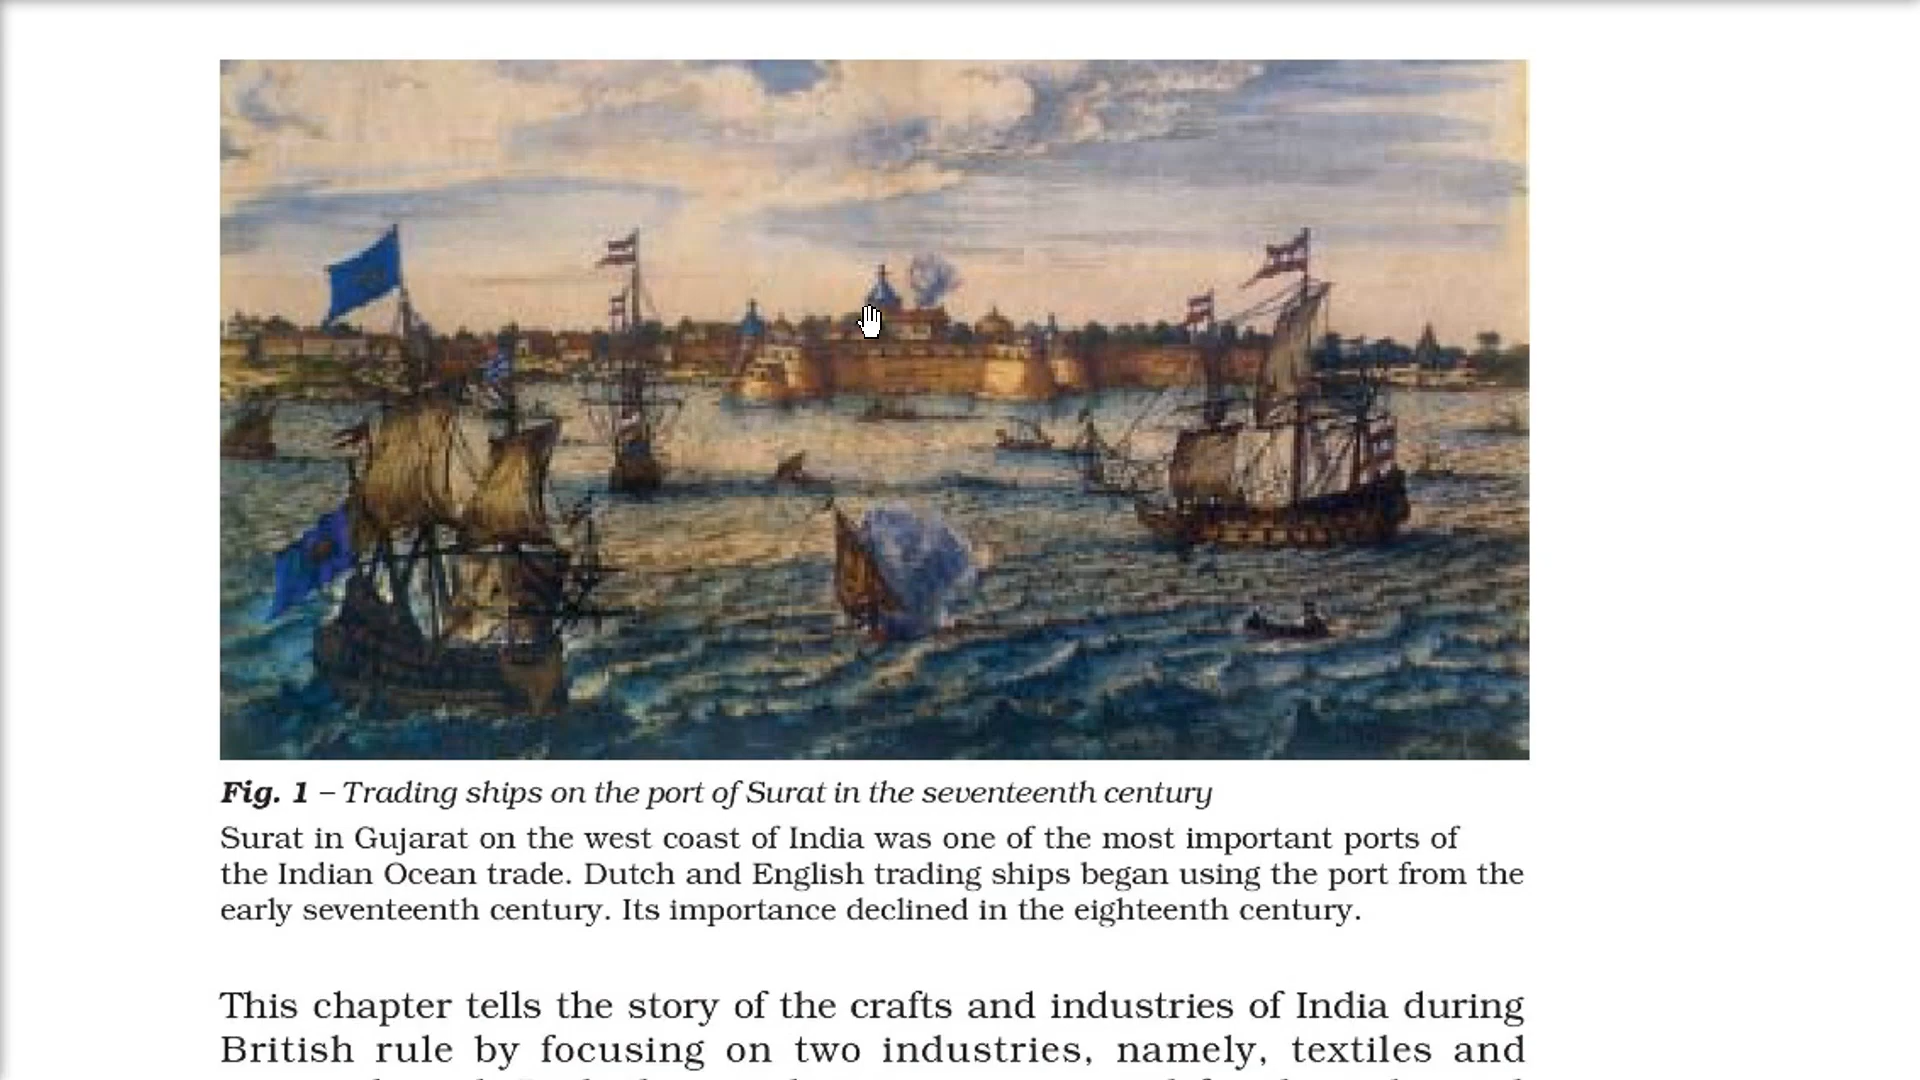 Fig. 1 – Trading ships on the port of Surat in the seventeenth century
Surat in Gujarat on the west coast of India was one of the most important ports of
the Indian Ocean trade. Dutch and English trading ships began using the port from the
early seventeenth century. Its importance declined in the eighteenth century.
This chapter tells the story of the crafts and industries of India during
British rule by focusing on two industries, namely, textiles and